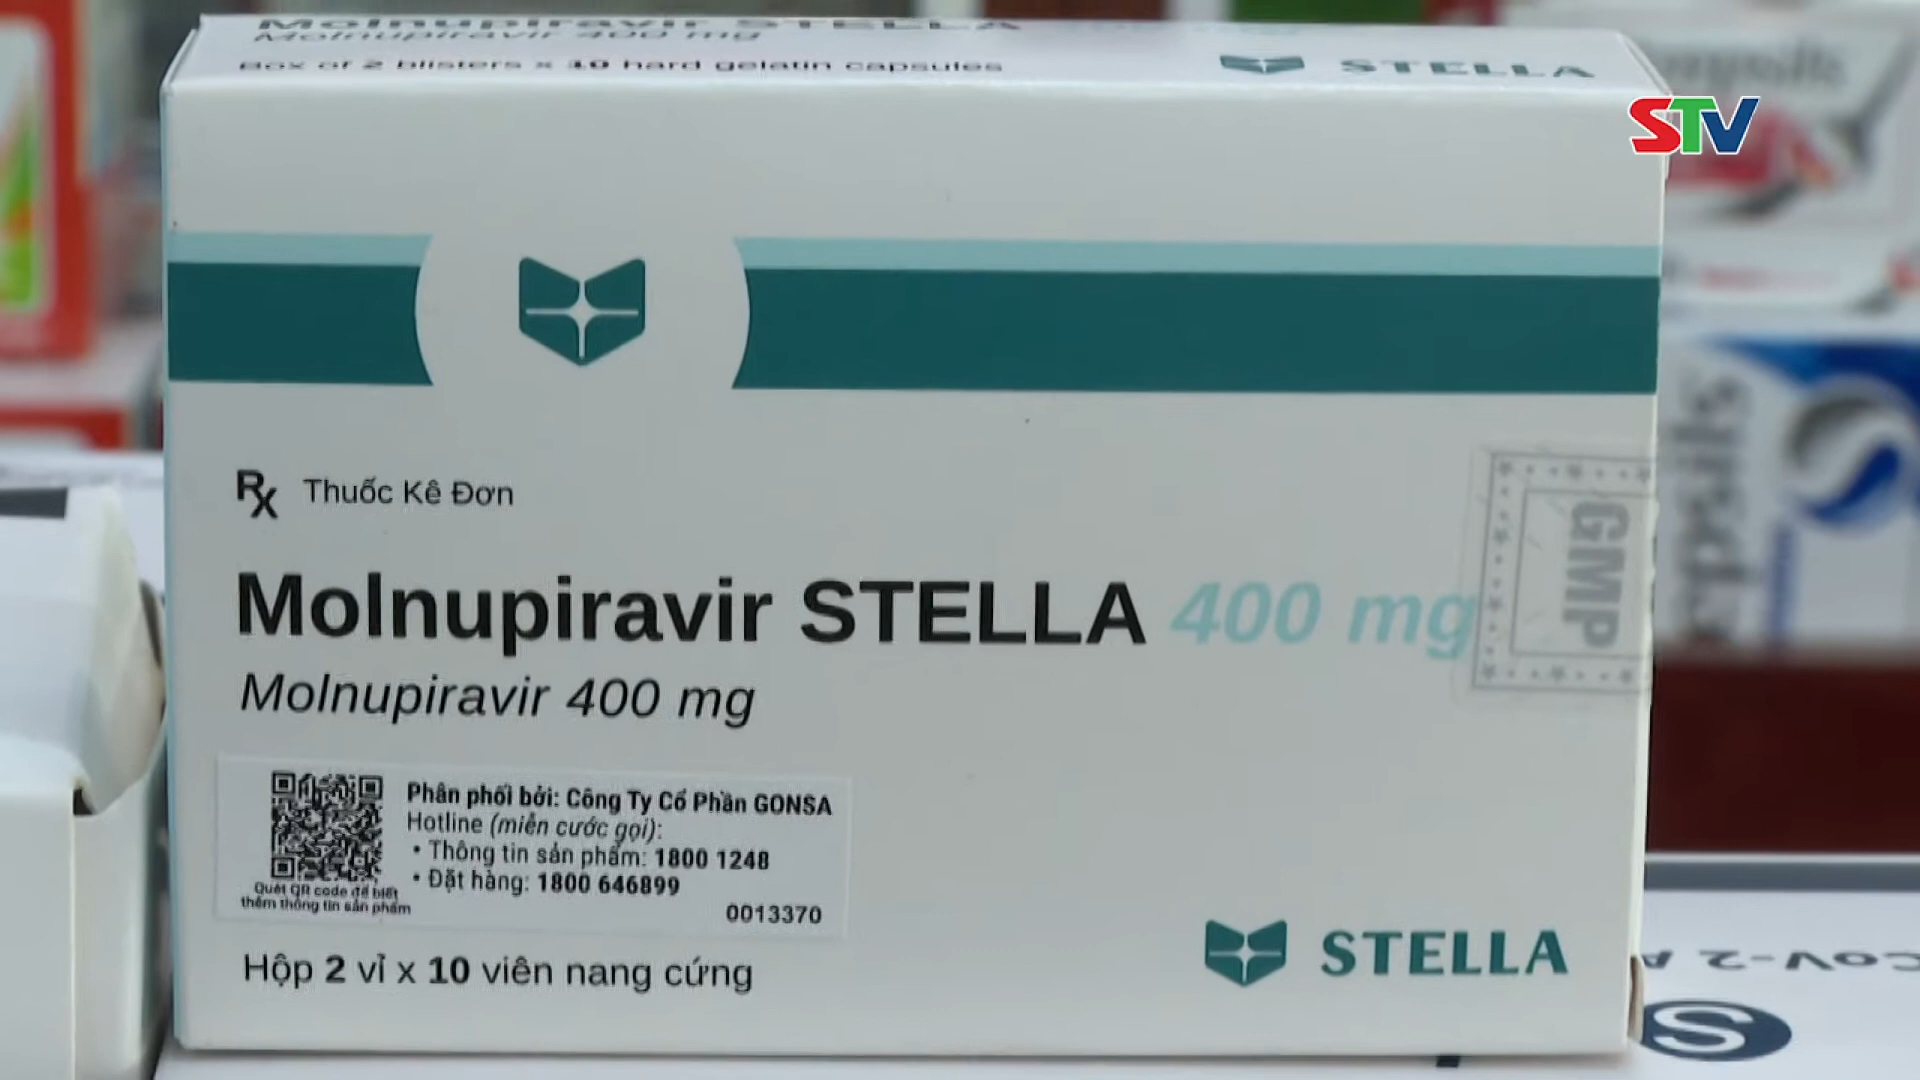 Molnupiravir STELLA
Molnupiravir 400 mg
Box of 2 blisters x 10 hard gelatin capsules
STELLA
STV
Rx Thuốc Kê Đơn
Molnupiravir STELLA 400 mg
Molnupiravir 400 mg
GMP
Phân phối bởi: Công Ty Cổ Phần GONSA
Hotline (miễn cước gọi):
• Thông tin sản phẩm: 1800 1248
• Đặt hàng: 1800 646899
Quét QR code để biết
thêm thông tin sản phẩm
0013370
Hộp 2 vỉ x 10 viên nang cứng
STELLA
CoV-2 A
S